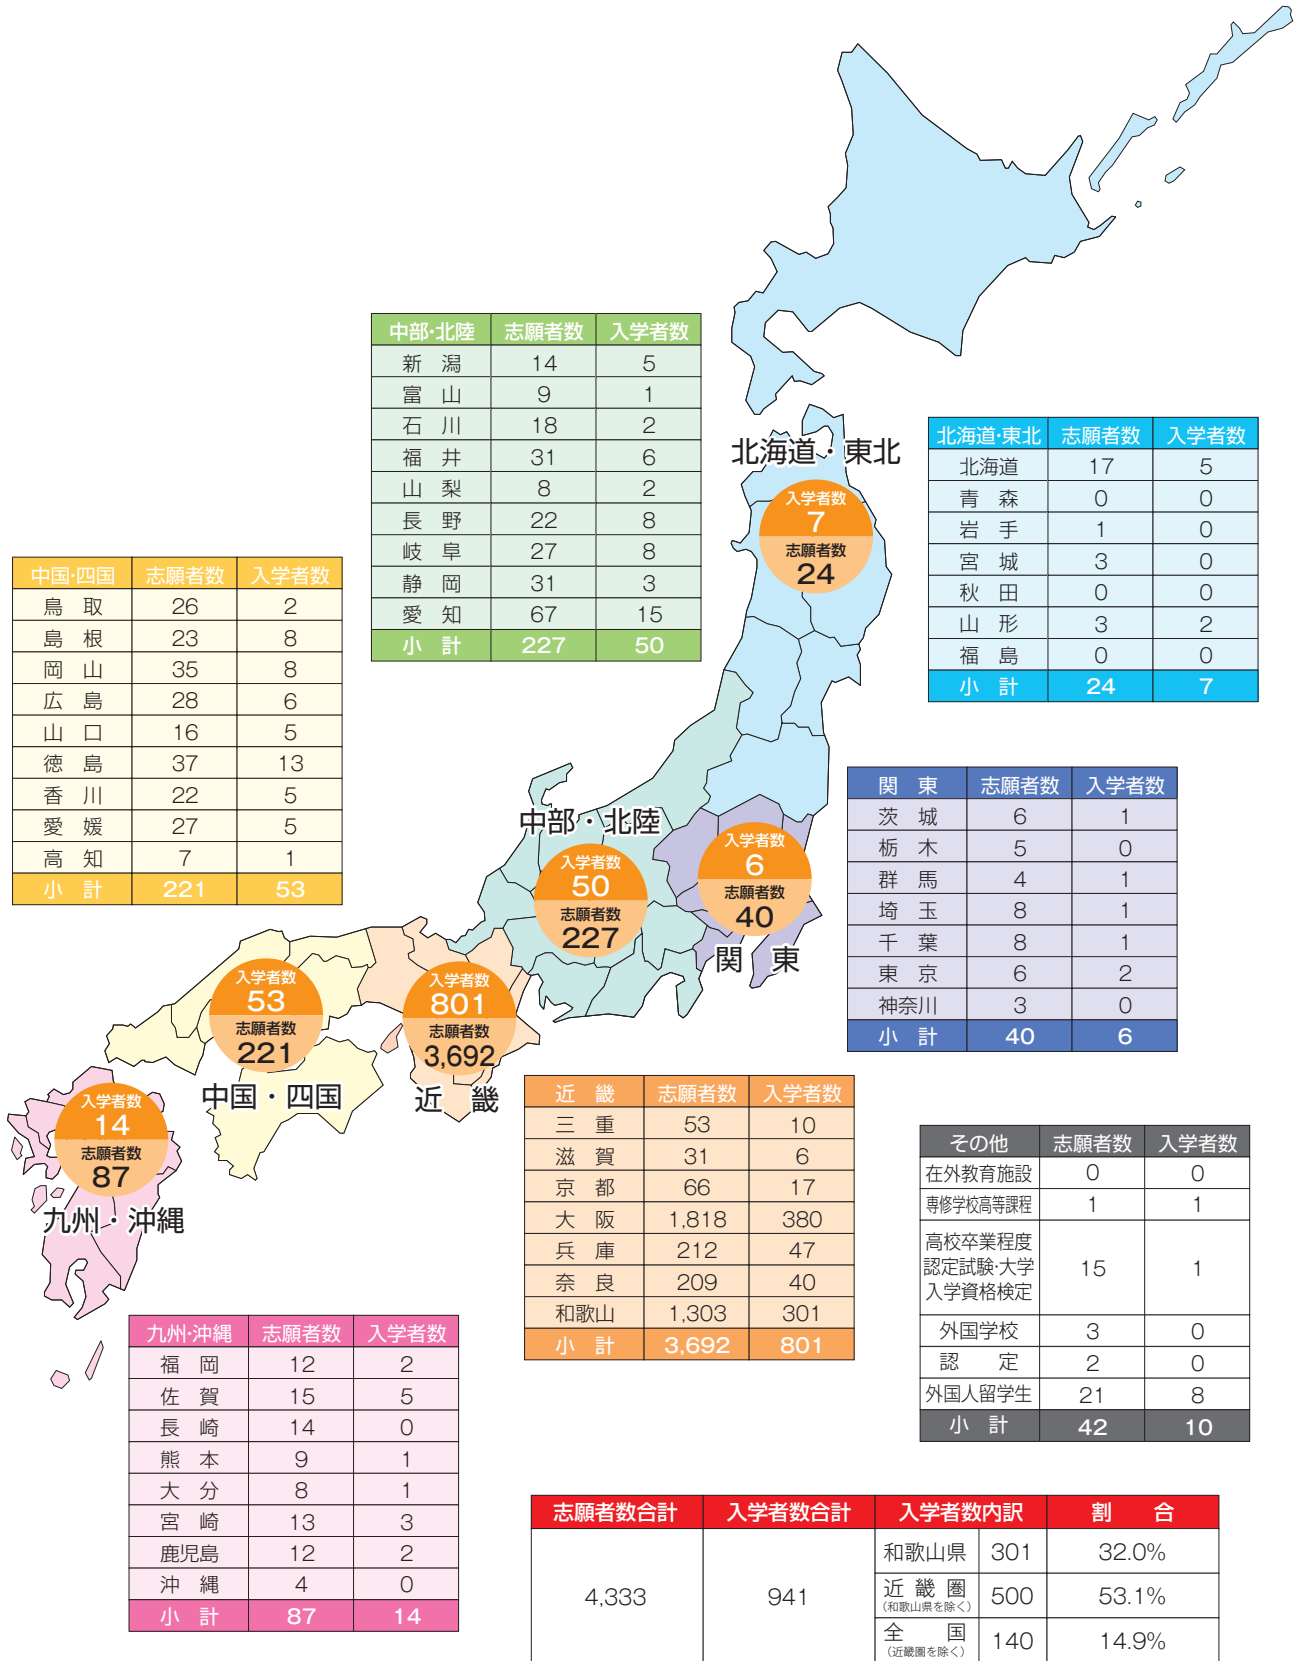 中部・北陸 志願者数 入学者数
新潟 14 5
富山 9 1
石川 18 2
福井 31 6
山梨 8 2
長野 22 8
岐阜 27 8
静岡 31 3
愛知 67 15
小計 227 50
北海道・東北 志願者数 入学者数
北海道 17 5
青森 0 0
岩手 1 0
宮城 3 0
秋田 0 0
山形 3 2
福島 0 0
小計 24 7
北海道・東北
入学者数
7
志願者数
24
中国・四国 志願者数 入学者数
鳥取 26 2
島根 23 8
岡山 35 8
広島 28 6
山口 16 5
徳島 37 13
香川 22 5
愛媛 27 5
高知 7 1
小計 221 53
関東 志願者数 入学者数
茨城 6 1
栃木 5 0
群馬 4 1
埼玉 8 1
千葉 8 1
東京 6 2
神奈川 3 0
小計 40 6
中部・北陸
入学者数
50
志願者数
227
入学者数
6
志願者数
40
関東
入学者数
53
志願者数
221
中国・四国
入学者数
801
志願者数
3,692
近畿
入学者数
14
志願者数
87
九州・沖縄
近畿 志願者数 入学者数
三重 53 10
滋賀 31 6
京都 66 17
大阪 1,818 380
兵庫 212 47
奈良 209 40
和歌山 1,303 301
小計 3,692 801
その他 志願者数 入学者数
在外教育施設 0 0
専修学校高等課程 1 1
高校卒業程度
認定試験・大学 15 1
入学資格検定
外国学校 3 0
認定 2 0
外国人留学生 21 8
小計 42 10
九州・沖縄 志願者数 入学者数
福岡 12 2
佐賀 15 5
長崎 14 0
熊本 9 1
大分 8 1
宮崎 13 3
鹿児島 12 2
沖縄 4 0
小計 87 14
志願者数合計 入学者数合計 入学者数内訳 割合
4,333 941
和歌山県 301 32.0%
近畿圏 500 53.1%
(和歌山県を除く)
全国 140 14.9%
(近畿圏を除く)